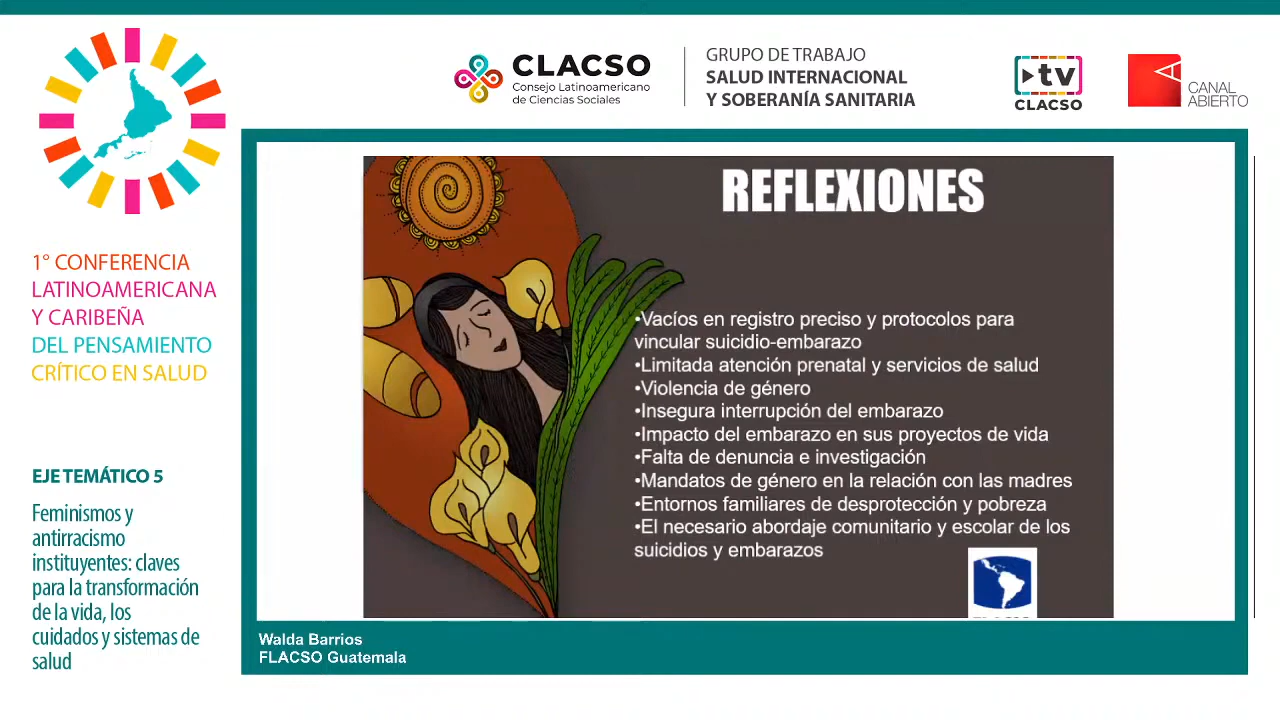 CLACSO
Consejo Latinoamericano
de Ciencias Sociales
GRUPO DE TRABAJO
SALUD INTERNACIONAL
Y SOBERANÍA SANITARIA
tv
CLACSO
CANAL
ABIERTO
1° CONFERENCIA
LATINOAMERICANA
Y CARIBEÑA
DEL PENSAMIENTO
CRÍTICO EN SALUD
EJE TEMÁTICO 5
Feminismos y
antirracismo
instituyentes: claves
para la transformación
de la vida, los
cuidados y sistemas de
salud
REFLEXIONES
•Vacíos en registro preciso y protocolos para
vincular suicidio-embarazo
•Limitada atención prenatal y servicios de salud
•Violencia de género
•Insegura interrupción del embarazo
•Impacto del embarazo en sus proyectos de vida
•Falta de denuncia e investigación
•Mandatos de género en la relación con las madres
•Entornos familiares de desprotección y pobreza
•El necesario abordaje comunitario y escolar de los
suicidios y embarazos
Walda Barrios
FLACSO Guatemala